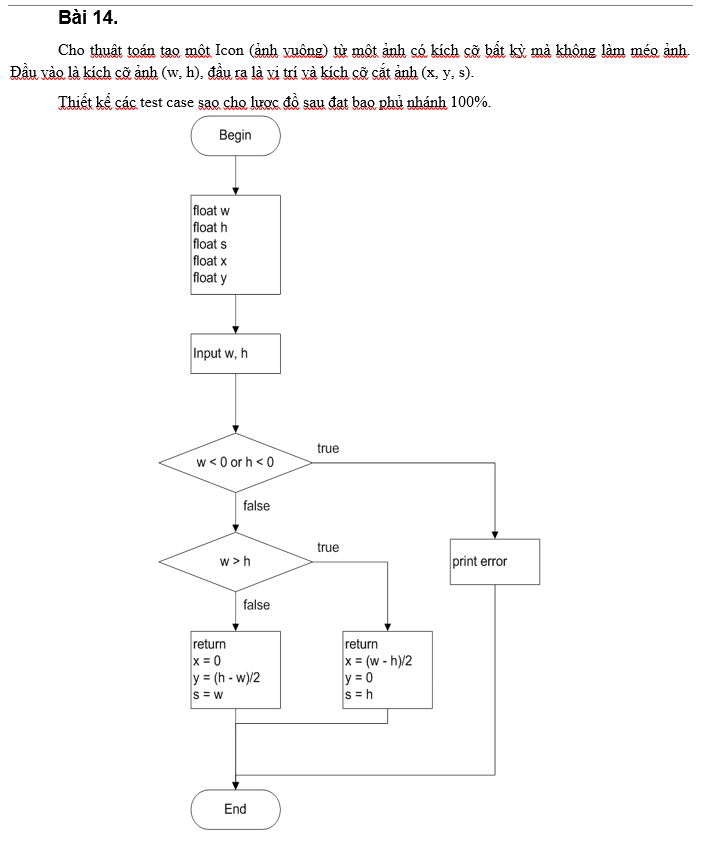 Bài 14.
Cho thuật toán tạo một Icon (ảnh vuông) từ một ảnh có kích cỡ bất kỳ mà không làm méo ảnh.
Đầu vào là kích cỡ ảnh (w, h), đầu ra là vị trí và kích cỡ cắt ảnh (x, y, s).
Thiết kế các test case sao cho lược đồ sau đạt bao phủ nhánh 100%.
Begin
float w
float h
float s
float x
float y
Input w, h
w < 0 or h < 0
true
false
w > h
true
print error
false
return
x = 0
y = (h - w)/2
s = w
return
x = (w - h)/2
y = 0
s = h
End